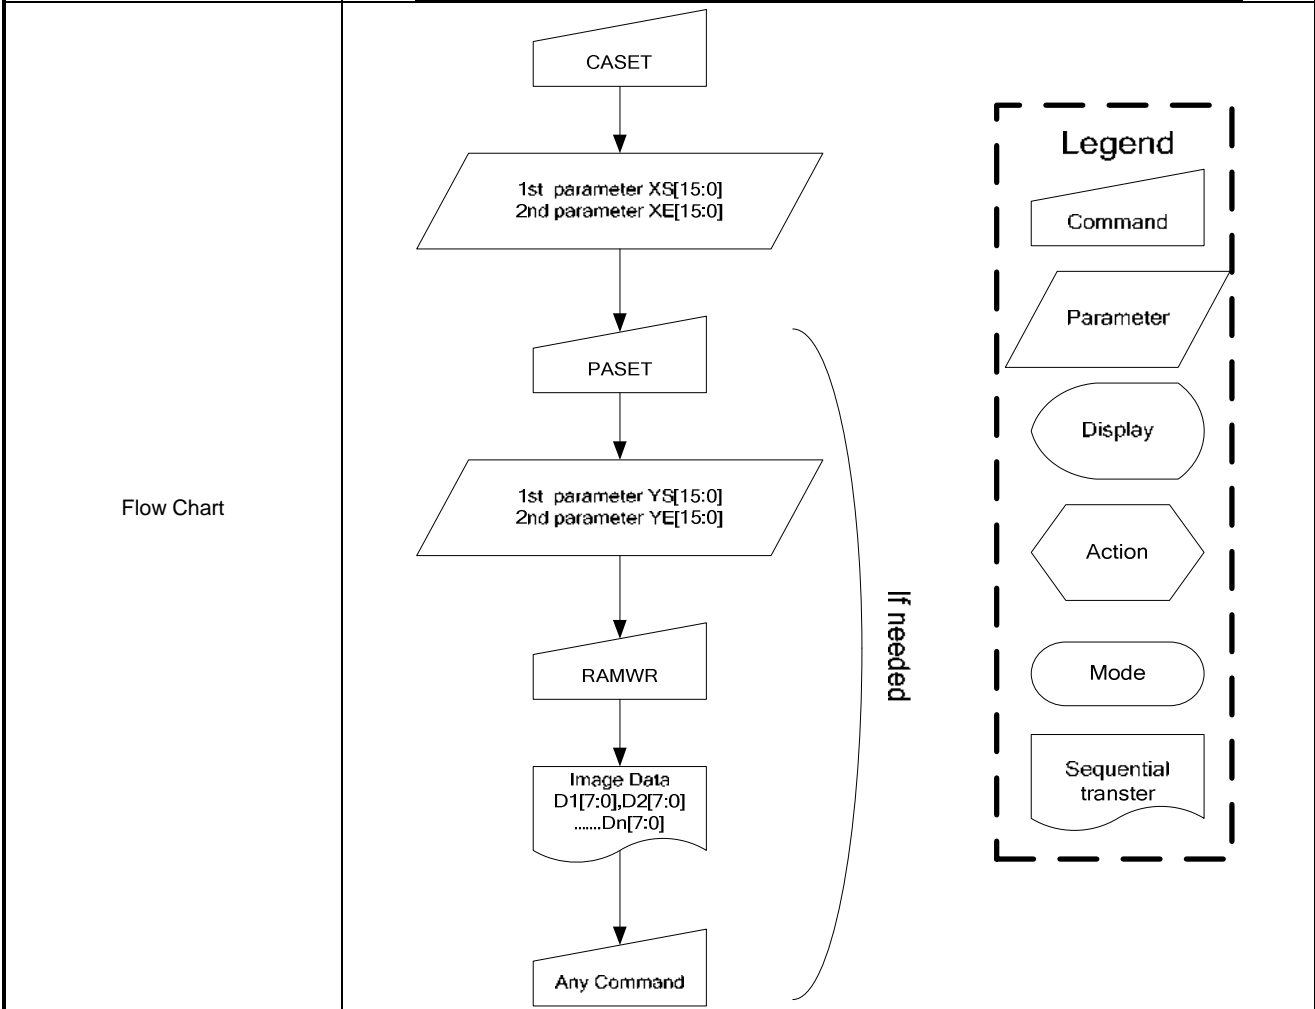 Flow Chart
CASET
1st parameter XS[15:0]
2nd parameter XE[15:0]
PASET
1st parameter YS[15:0]
2nd parameter YE[15:0]
RAMWR
Image Data
D1[7:0],D2[7:0]
.......Dn[7:0]
Any Command
If needed
Legend
Command
Parameter
Display
Action
Mode
Sequential
transter